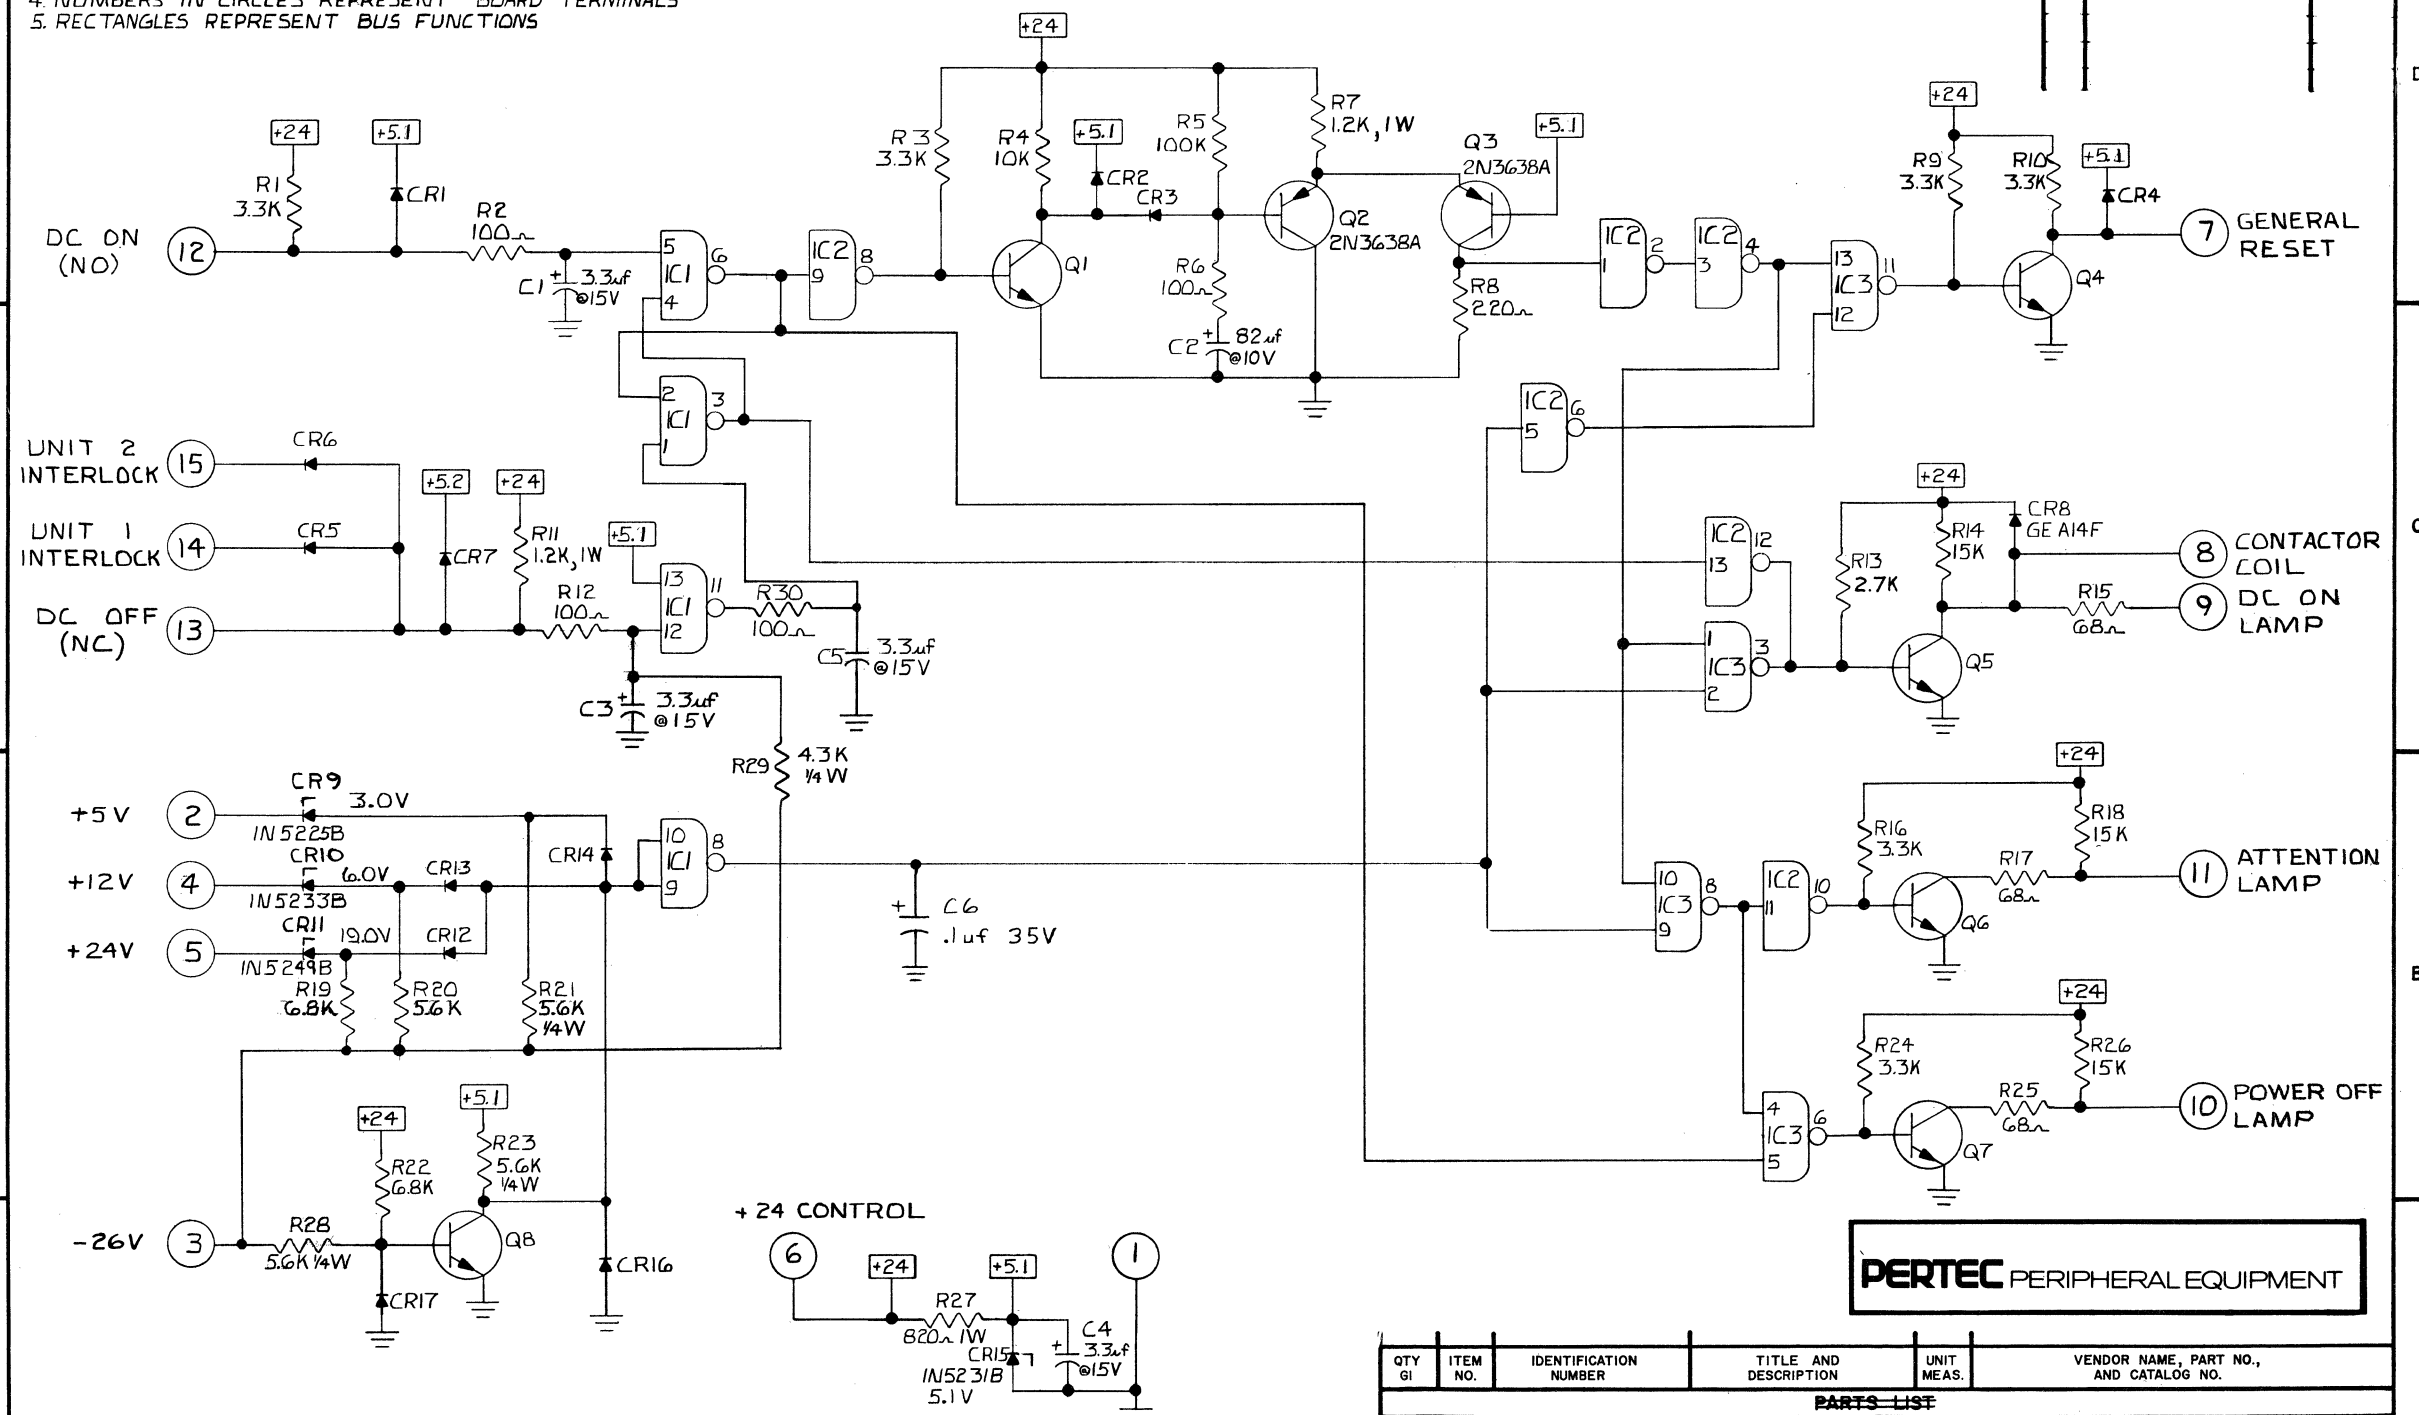 4. NUMBERS IN CIRCLES REPRESENT BOARD TERMINALS
5. RECTANGLES REPRESENT BUS FUNCTIONS
+24
D
+24
+5.1
R1
3.3K
CR1
R2
100Ω
DC ON
(NO)
12
C1
+
3.3uf
@15V
5
IC1
4
6
IC2
9
8
R3
3.3K
R4
10K
+5.1
CR2
CR3
R5
100K
R7
1.2K, 1W
Q1
R6
100Ω
C2
+
82uf
@10V
Q2
2N3638A
Q3
2N3638A
+5.1
R8
220Ω
IC2
1
2
IC2
3
4
13
IC3
12
11
+24
R9
3.3K
R10
3.3K
+5.1
CR4
Q4
7
GENERAL
RESET
2
IC1
1
3
IC2
5
6
UNIT 2
INTERLOCK
15
CR6
UNIT 1
INTERLOCK
14
CR5
DC OFF
(NC)
13
+5.2
CR7
+24
R11
1.2K, 1W
R12
100Ω
+5.1
13
IC1
12
11
R30
100Ω
C5
3.3uf
@15V
C3
+
3.3uf
@15V
R29
4.3K
1/4W
IC2
13
12
1
IC3
2
3
R13
2.7K
+24
R14
15K
CR8
GE A14F
R15
68Ω
Q5
8
CONTACTOR
COIL
9
DC ON
LAMP
C
+5V
2
CR9
3.0V
1N5225B
+12V
4
CR10
6.0V
1N5233B
CR13
+24V
5
CR11
19.0V
1N5249B
CR12
CR14
R19
6.8K
R20
5.6K
R21
5.6K
1/4W
10
IC1
9
8
+
C6
.1uf 35V
10
IC3
9
8
IC2
11
10
+24
R16
3.3K
R18
15K
R17
68Ω
Q6
11
ATTENTION
LAMP
B
4
IC3
5
6
+24
R24
3.3K
R26
15K
R25
68Ω
Q7
10
POWER OFF
LAMP
-26V
3
R28
5.6K 1/4W
+24
R22
6.8K
+5.1
R23
5.6K
1/4W
Q8
CR17
CR16
+24 CONTROL
6
+24
R27
820Ω 1W
+5.1
CR15
1N5231B
5.1V
C4
+
3.3uf
@15V
1
PERTEC PERIPHERAL EQUIPMENT
QTY
GI
ITEM
NO.
IDENTIFICATION
NUMBER
TITLE AND
DESCRIPTION
UNIT
MEAS.
VENDOR NAME, PART NO.,
AND CATALOG NO.
PARTS LIST